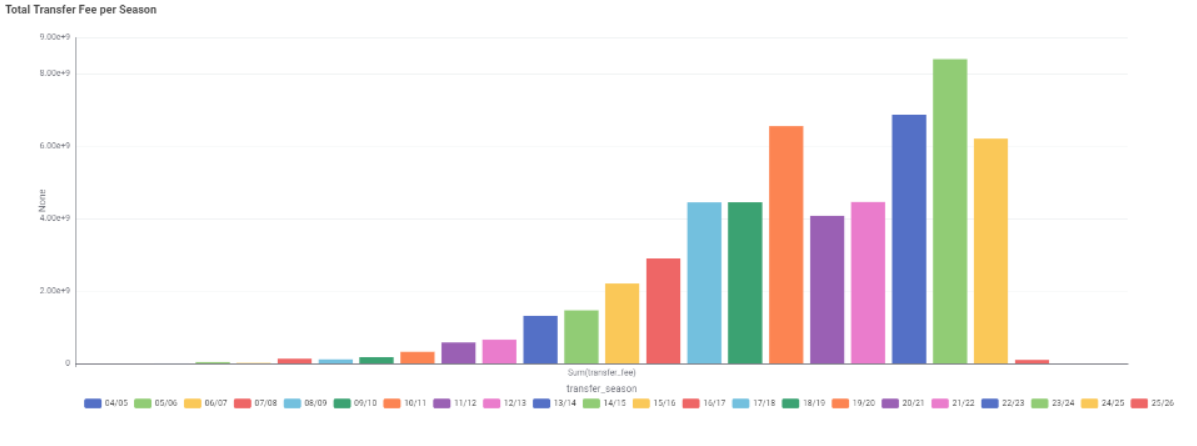 Total Transfer Fee per Season
9.00e+9
8.00e+9
6.00e+9
4.00e+9
2.00e+9
0
None
Sum(transfer_fee)
transfer_season
04/05 05/06 06/07 07/08 08/09 09/10 10/11 11/12 12/13 13/14 14/15 15/16 16/17 17/18 18/19 19/20 20/21 21/22 22/23 23/24 24/25 25/26